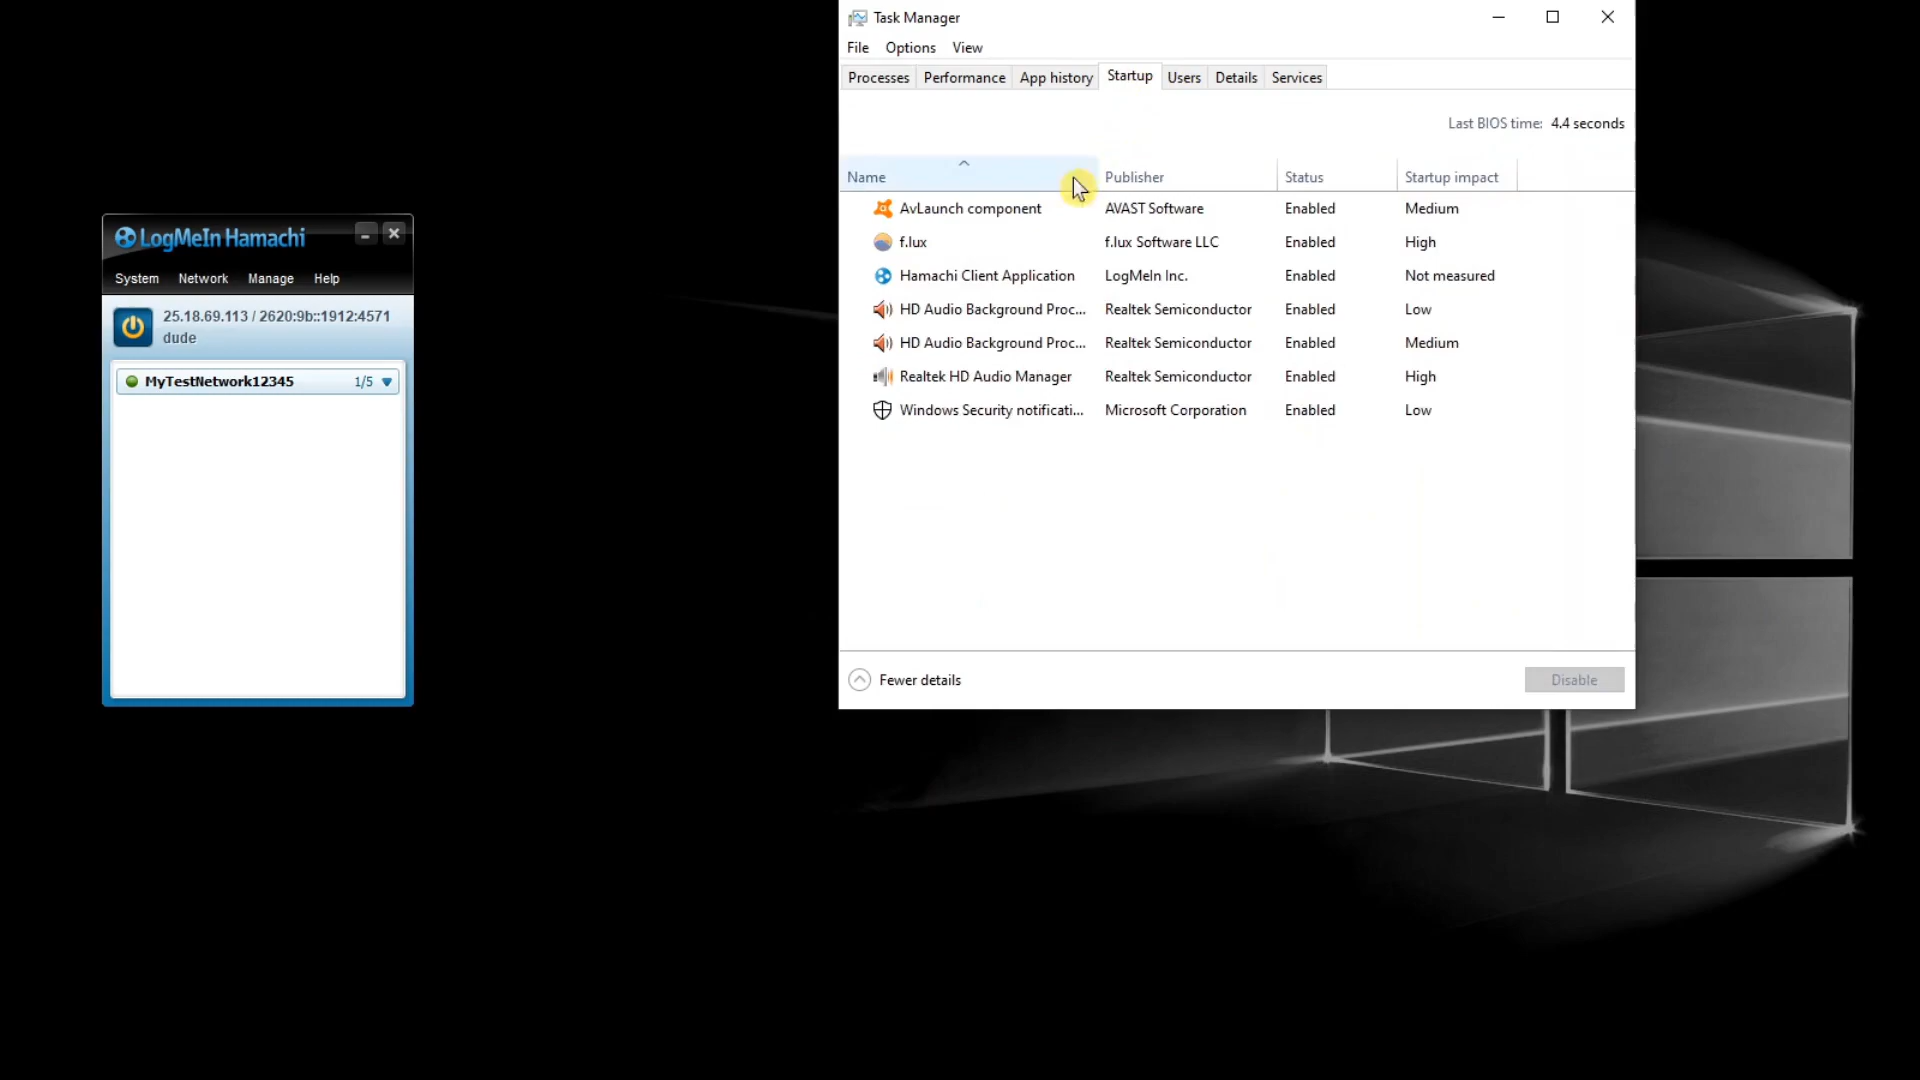 LogMeIn Hamachi
System Network Manage Help
25.18.69.113 / 2620:9b::1912:4571
dude
MyTestNetwork12345 1/5
Task Manager
File Options View
Processes Performance App history Startup Users Details Services
Last BIOS time: 4.4 seconds
Name Publisher Status Startup impact
AvLaunch component AVAST Software Enabled Medium
f.lux f.lux Software LLC Enabled High
Hamachi Client Application LogMeIn Inc. Enabled Not measured
HD Audio Background Proc... Realtek Semiconductor Enabled Low
HD Audio Background Proc... Realtek Semiconductor Enabled Medium
Realtek HD Audio Manager Realtek Semiconductor Enabled High
Windows Security notificati... Microsoft Corporation Enabled Low
Fewer details Disable